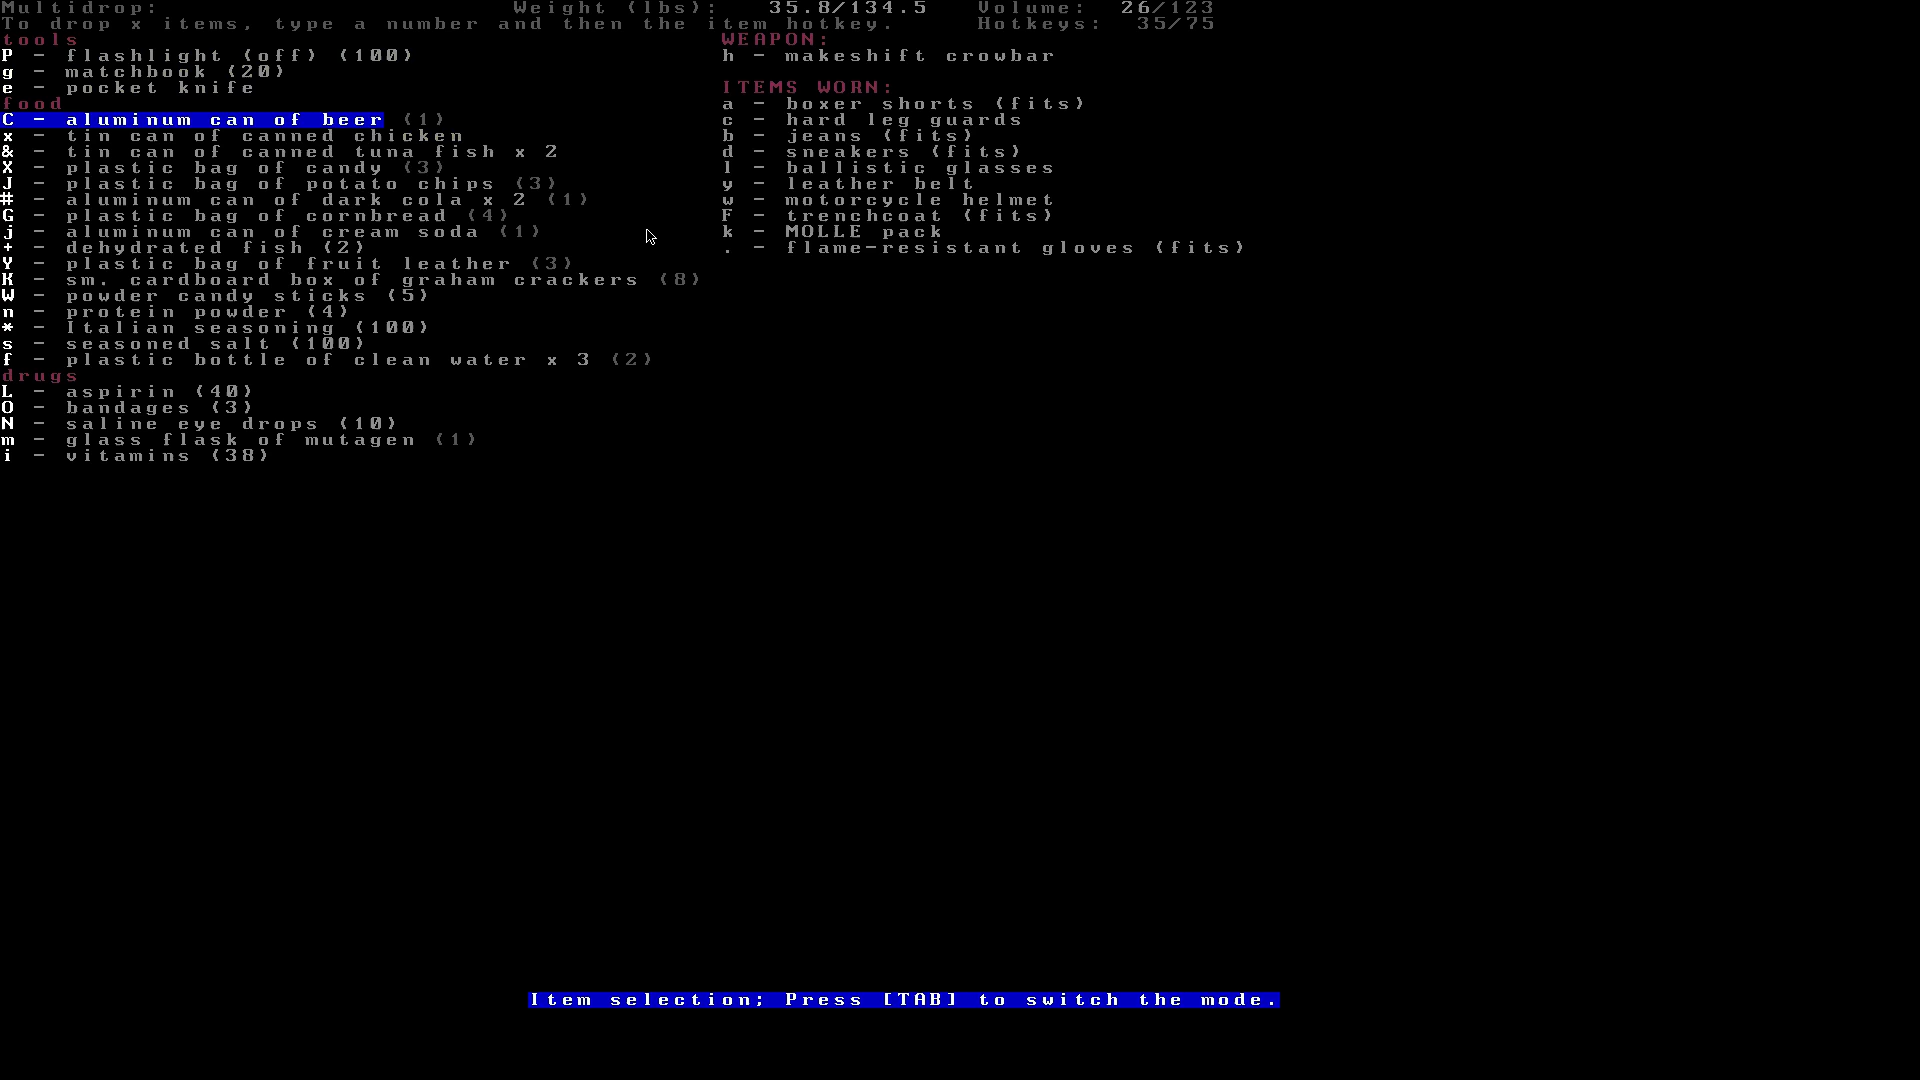 Multidrop: Weight (lbs): 35.8/134.5 Volume: 26/123
To drop x items, type a number and then the item hotkey. Hotkeys: 35/75
tools
P - flashlight (off) (100)
g - matchbook (20)
e - pocket knife
food
C - aluminum can of beer (1)
x - tin can of canned chicken
& - tin can of canned tuna fish x 2
X - plastic bag of candy (3)
J - plastic bag of potato chips (3)
# - aluminum can of dark cola x 2 (1)
G - plastic bag of cornbread (4)
j - aluminum can of cream soda (1)
+ - dehydrated fish (2)
Y - plastic bag of fruit leather (3)
K - sm. cardboard box of graham crackers (8)
W - powder candy sticks (5)
n - protein powder (4)
* - Italian seasoning (100)
s - seasoned salt (100)
f - plastic bottle of clean water x 3 (2)
drugs
L - aspirin (40)
O - bandages (3)
N - saline eye drops (10)
m - glass flask of mutagen (1)
i - vitamins (38)
WEAPON:
h - makeshift crowbar
ITEMS WORN:
a - boxer shorts (fits)
c - hard leg guards
b - jeans (fits)
d - sneakers (fits)
l - ballistic glasses
y - leather belt
w - motorcycle helmet
F - trenchcoat (fits)
k - MOLLE pack
. - flame-resistant gloves (fits)
Item selection; Press [TAB] to switch the mode.